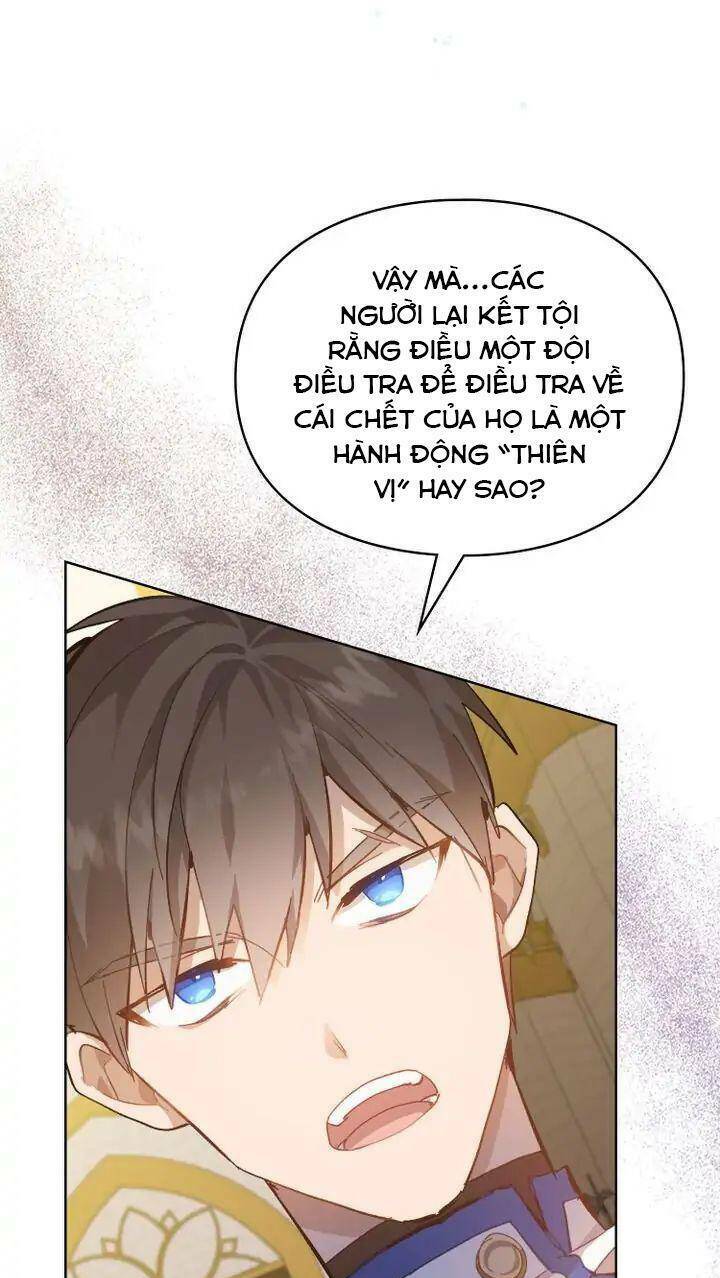 VẬY MÀ...CÁC
NGƯỜI LẠI KẾT TỘI
RẰNG ĐIỀU MỘT ĐỘI
ĐIỀU TRA ĐỂ ĐIỀU TRA VỀ
CÁI CHẾT CỦA HỌ LÀ MỘT
HÀNH ĐỘNG "THIÊN
VỊ" HAY SAO?